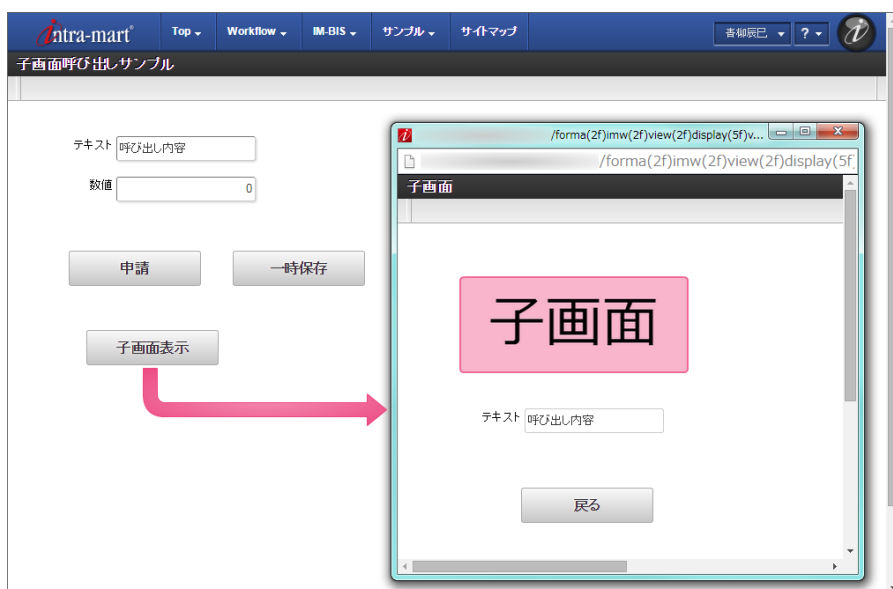 intra-mart®
Top Workflow IM-BIS サンプル サイトマップ 青柳辰巳 ?
子画面呼び出しサンプル
テキスト 呼び出し内容
数値 0
申請 一時保存
子画面表示
/forma(2f)imw(2f)view(2f)display(5f)v...
/forma(2f)imw(2f)view(2f)display(5f
子画面
子画面
テキスト 呼び出し内容
戻る